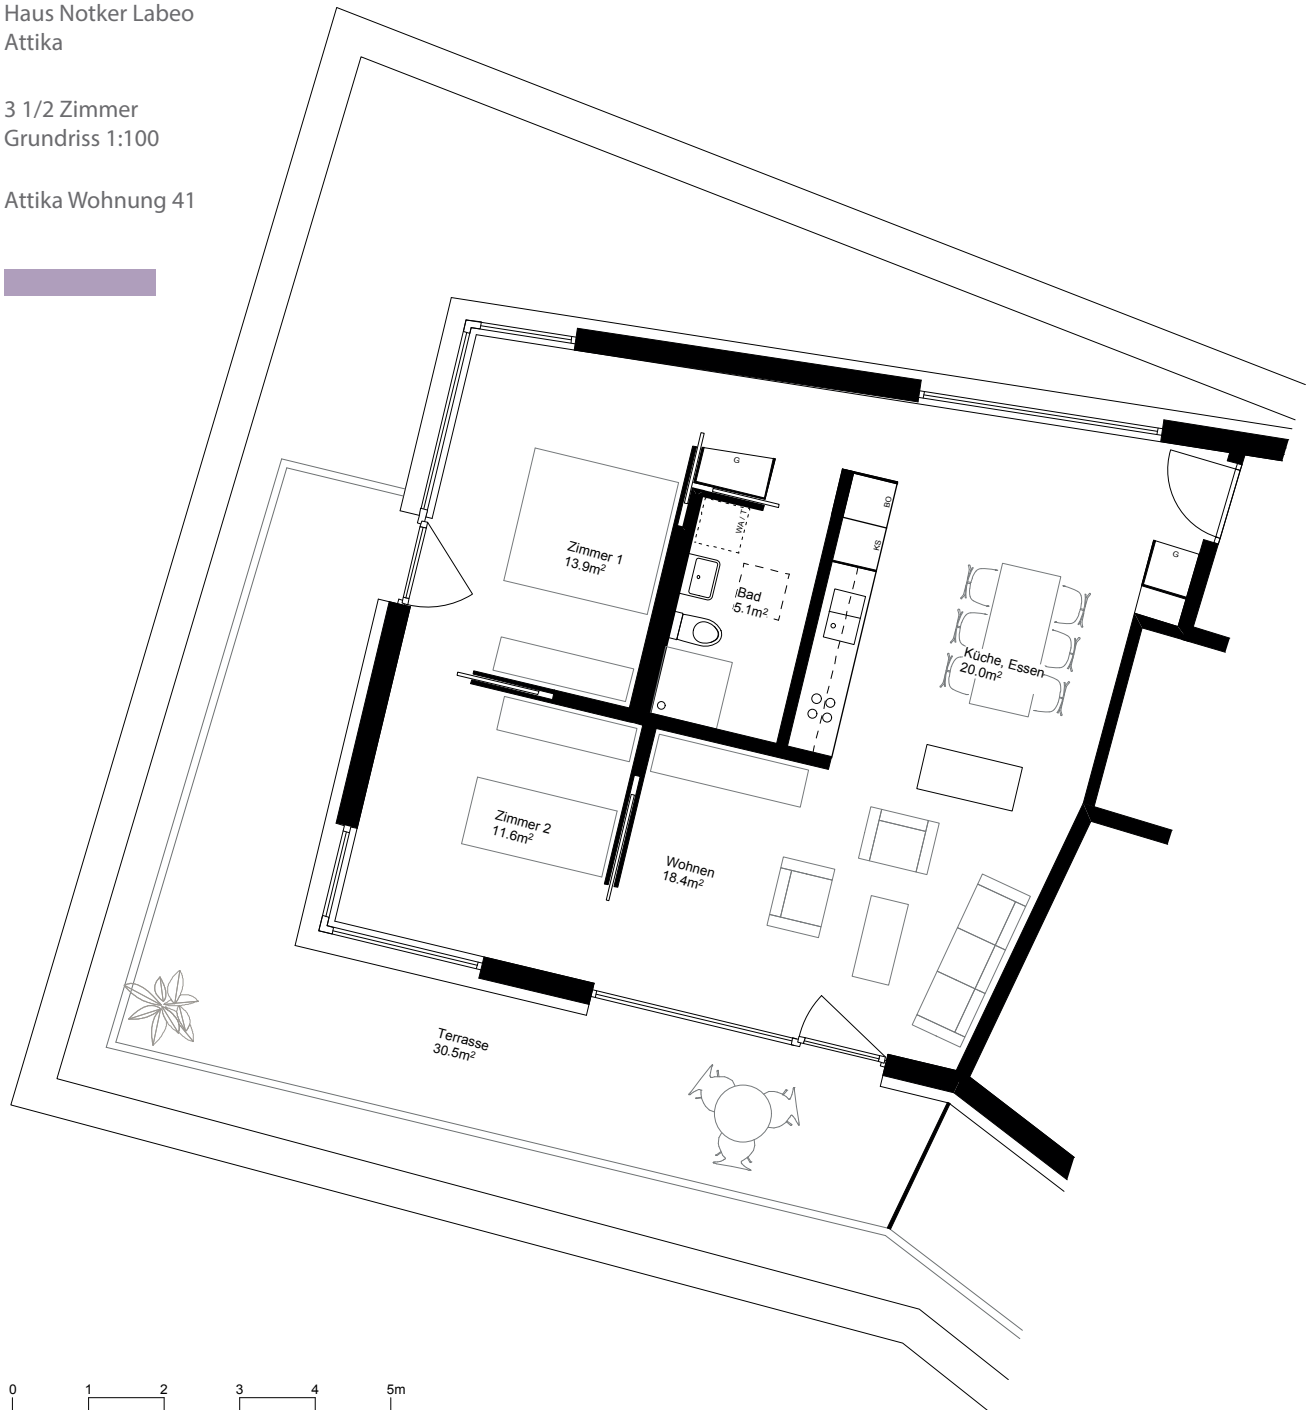 Haus Notker Labeo
Attika
3 1/2 Zimmer
Grundriss 1:100
Attika Wohnung 41
G
WA / T
BO
KS
Zimmer 1
13.9m²
Bad
5.1m²
G
Küche, Essen
20.0m²
Zimmer 2
11.6m²
Wohnen
18.4m²
Terrasse
30.5m²
0 1 2 3 4 5m